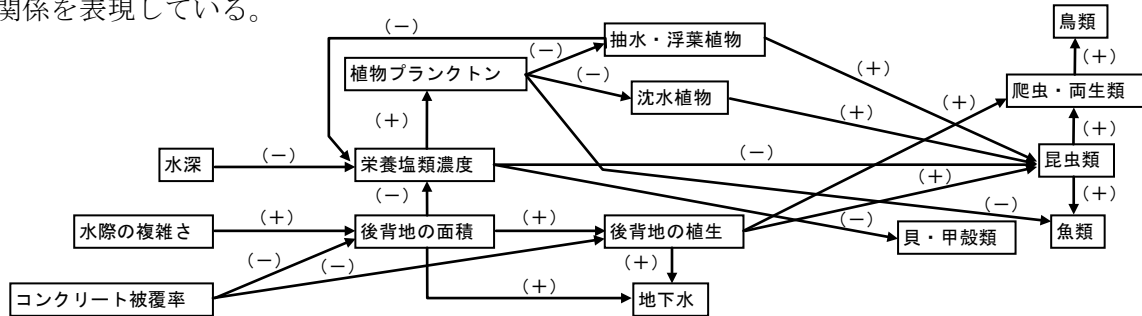 関係を表現している。
鳥類
(－)
抽水・浮葉植物
(＋)
(－)
植物プランクトン
(＋)
爬虫・両生類
(－)
沈水植物
(＋)
(＋)
(＋)
(＋)
水深
(－)
栄養塩類濃度
(－)
昆虫類
(＋)
(－)
(＋)
水際の複雑さ
(＋)
後背地の面積
(＋)
後背地の植生
(－)
貝・甲殻類
(－)
魚類
(－)
(－)
(＋)
コンクリート被覆率
(＋)
地下水